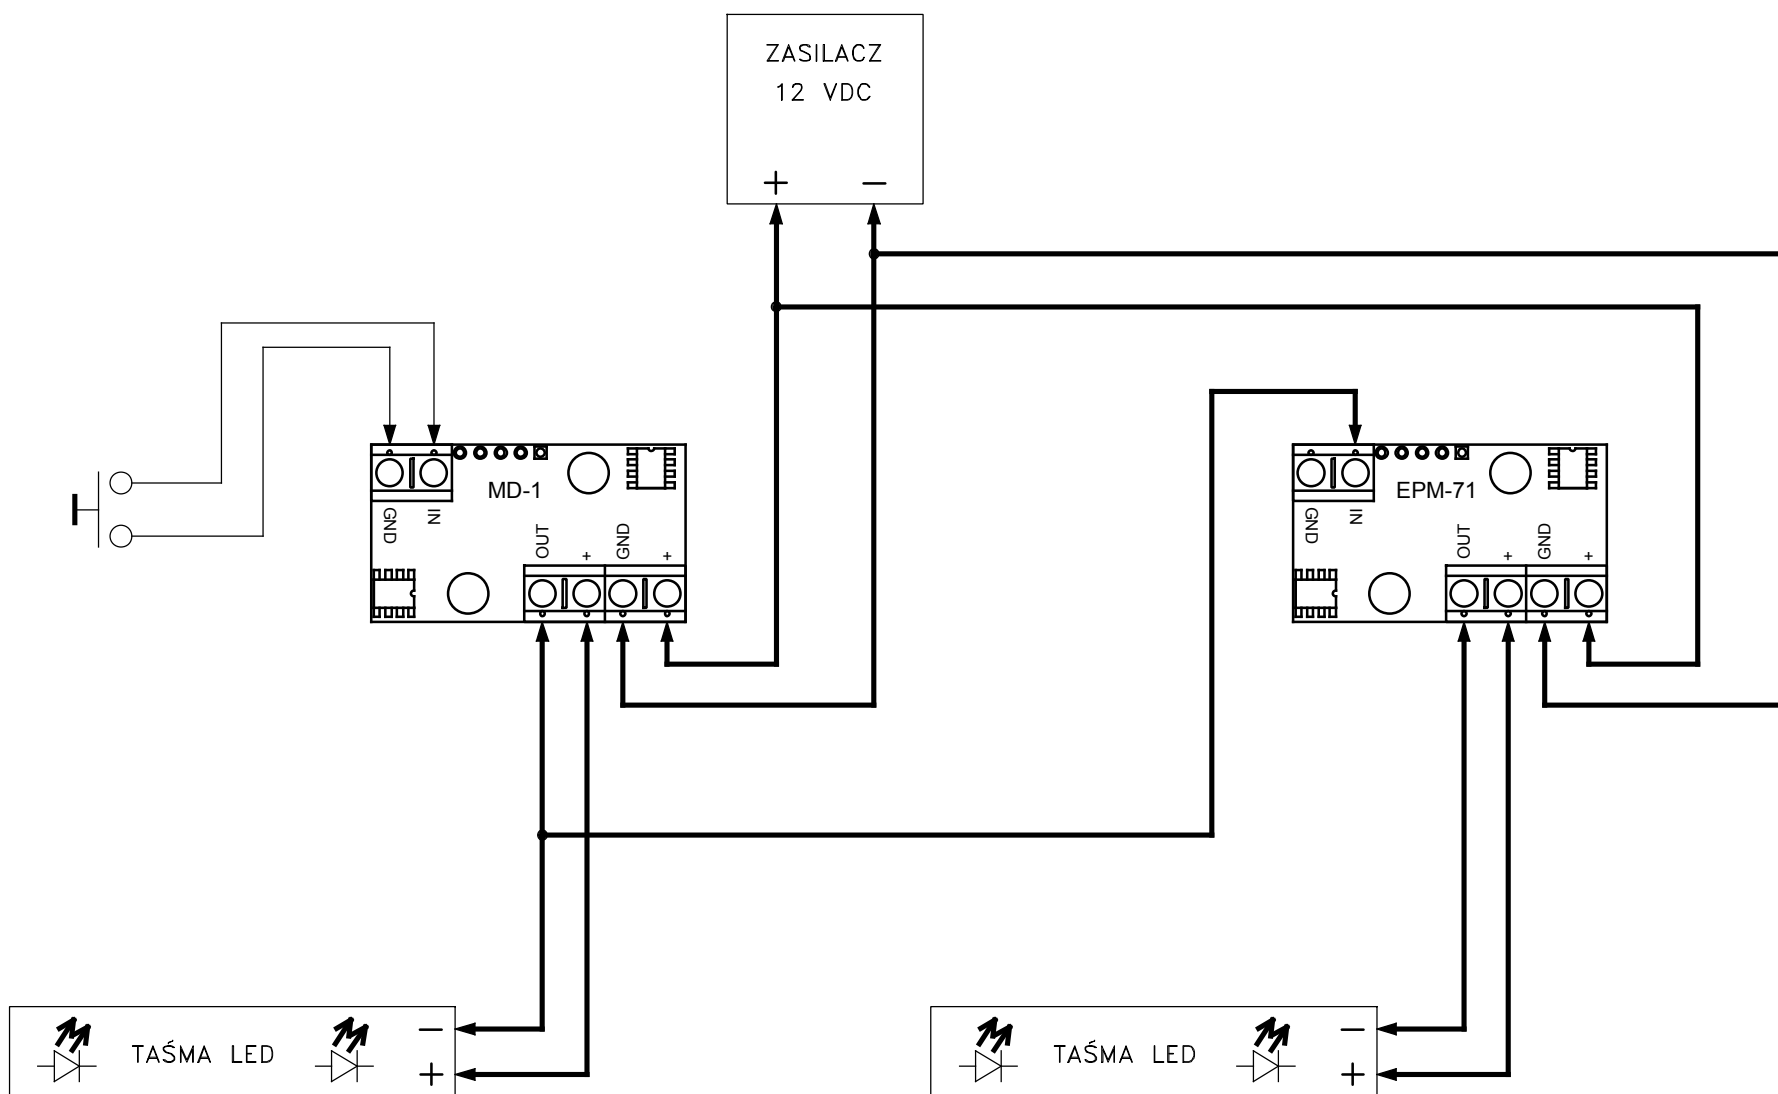 ZASILACZ
12 VDC
+ −
MD-1
GND IN
OUT + GND +
EPM-71
GND IN
OUT + GND +
TAŚMA LED
−
+
TAŚMA LED
−
+